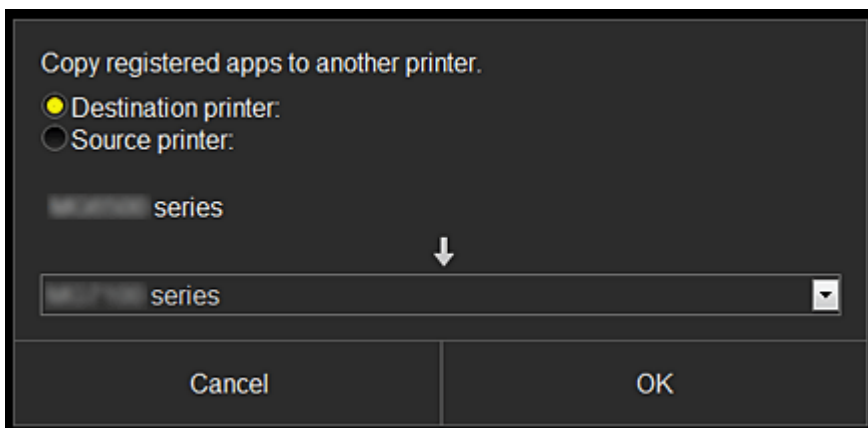 Copy registered apps to another printer.
Destination printer:
Source printer:
series
series
Cancel
OK